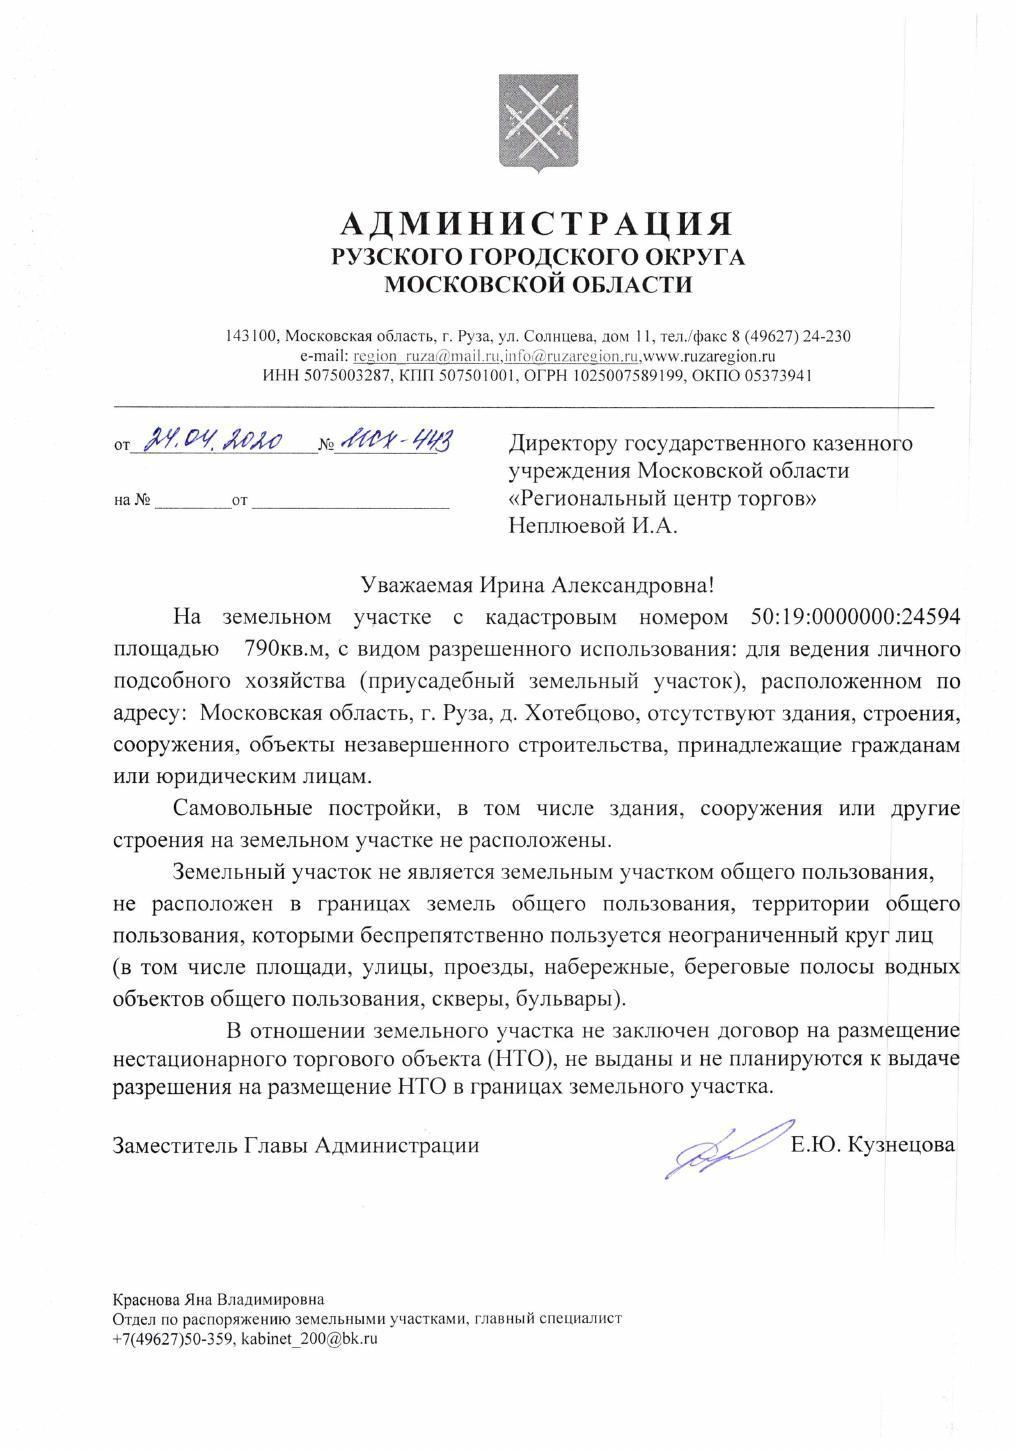 АДМИНИСТРАЦИЯ
РУЗСКОГО ГОРОДСКОГО ОКРУГА
МОСКОВСКОЙ ОБЛАСТИ
143100, Московская область, г. Руза, ул. Солнцева, дом 11, тел./факс 8 (49627) 24-230
e-mail: region_ruza@mail.ru,info@ruzaregion.ru,www.ruzaregion.ru
ИНН 5075003287, КПП 507501001, ОГРН 1025007589199, ОКПО 05373941
от 24.04.2020 № исх-443
на № ________от ____________________
Директору государственного казенного
учреждения Московской области
«Региональный центр торгов»
Неплюевой И.А.
Уважаемая Ирина Александровна!
На земельном участке с кадастровым номером 50:19:0000000:24594
площадью 790кв.м, с видом разрешенного использования: для ведения личного
подсобного хозяйства (приусадебный земельный участок), расположенном по
адресу: Московская область, г. Руза, д. Хотебцово, отсутствуют здания, строения,
сооружения, объекты незавершенного строительства, принадлежащие гражданам
или юридическим лицам.
Самовольные постройки, в том числе здания, сооружения или другие
строения на земельном участке не расположены.
Земельный участок не является земельным участком общего пользования,
не расположен в границах земель общего пользования, территории общего
пользования, которыми беспрепятственно пользуется неограниченный круг лиц
(в том числе площади, улицы, проезды, набережные, береговые полосы водных
объектов общего пользования, скверы, бульвары).
В отношении земельного участка не заключен договор на размещение
нестационарного торгового объекта (НТО), не выданы и не планируются к выдаче
разрешения на размещение НТО в границах земельного участка.
Заместитель Главы Администрации Е.Ю. Кузнецова
Краснова Яна Владимировна
Отдел по распоряжению земельными участками, главный специалист
+7(49627)50-359, kabinet_200@bk.ru